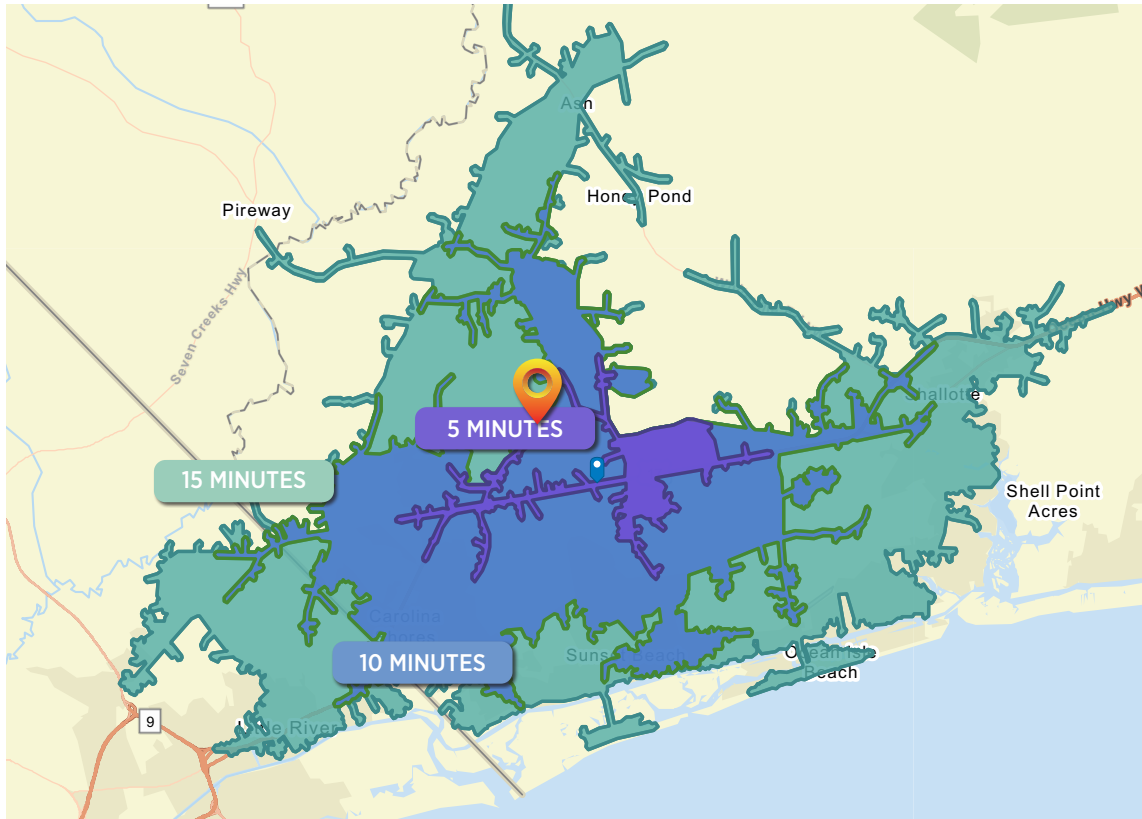 Ash
Honey Pond
Pireway
Seven Creeks Hwy
Hwy
Shallotte
5 MINUTES
15 MINUTES
Shell Point
Acres
Carolina
Shores
10 MINUTES
Sunset Beach
Ocean Isle
Beach
9
Little River